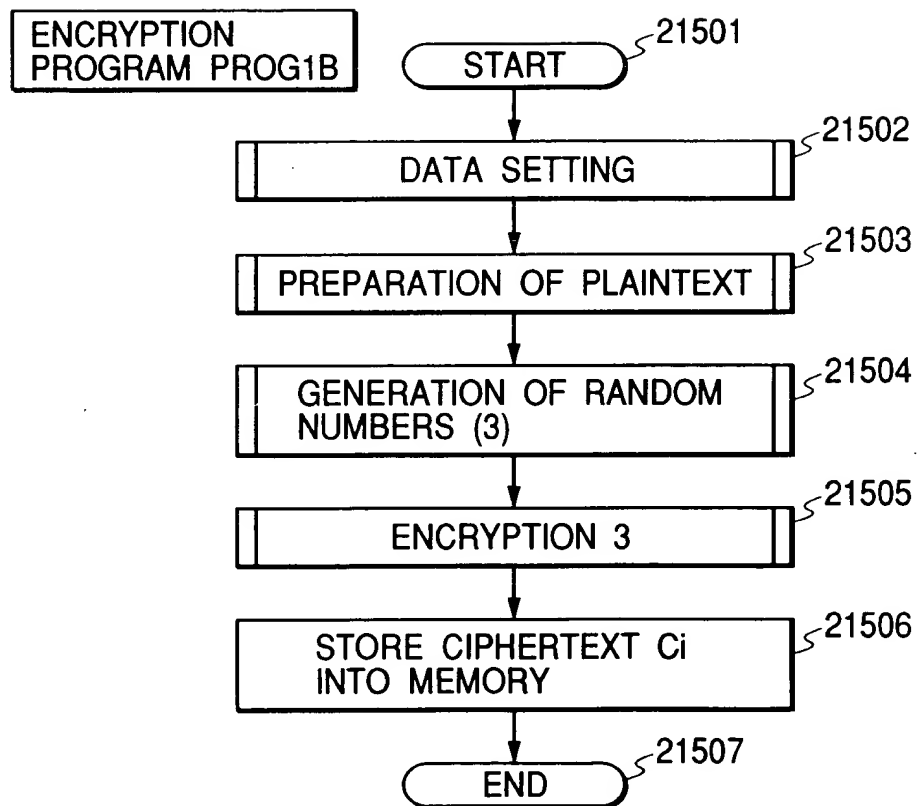 ENCRYPTION
PROGRAM PROG1B
START
21501
DATA SETTING
21502
PREPARATION OF PLAINTEXT
21503
GENERATION OF RANDOM
NUMBERS (3)
21504
ENCRYPTION 3
21505
STORE CIPHERTEXT Ci
INTO MEMORY
21506
END
21507